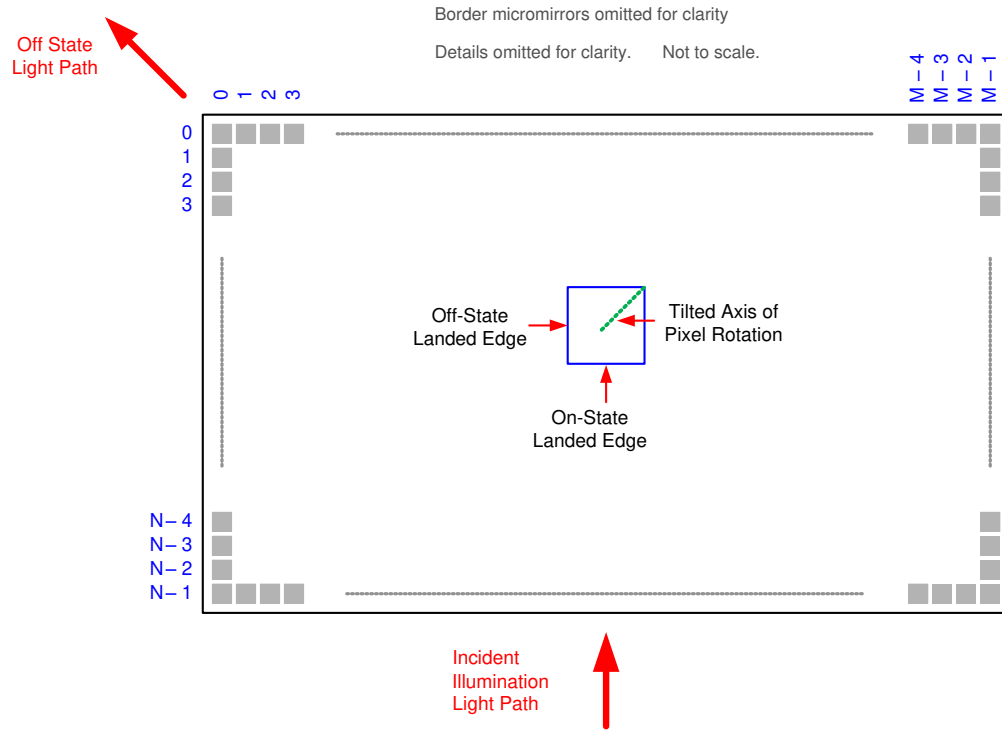 Border micromirrors omitted for clarity
Details omitted for clarity. Not to scale.
Off State
Light Path
0 1 2 3
M – 4 M – 3 M – 2 M – 1
0
1
2
3
Off-State
Landed Edge
Tilted Axis of
Pixel Rotation
On-State
Landed Edge
N – 4
N – 3
N – 2
N – 1
Incident
Illumination
Light Path